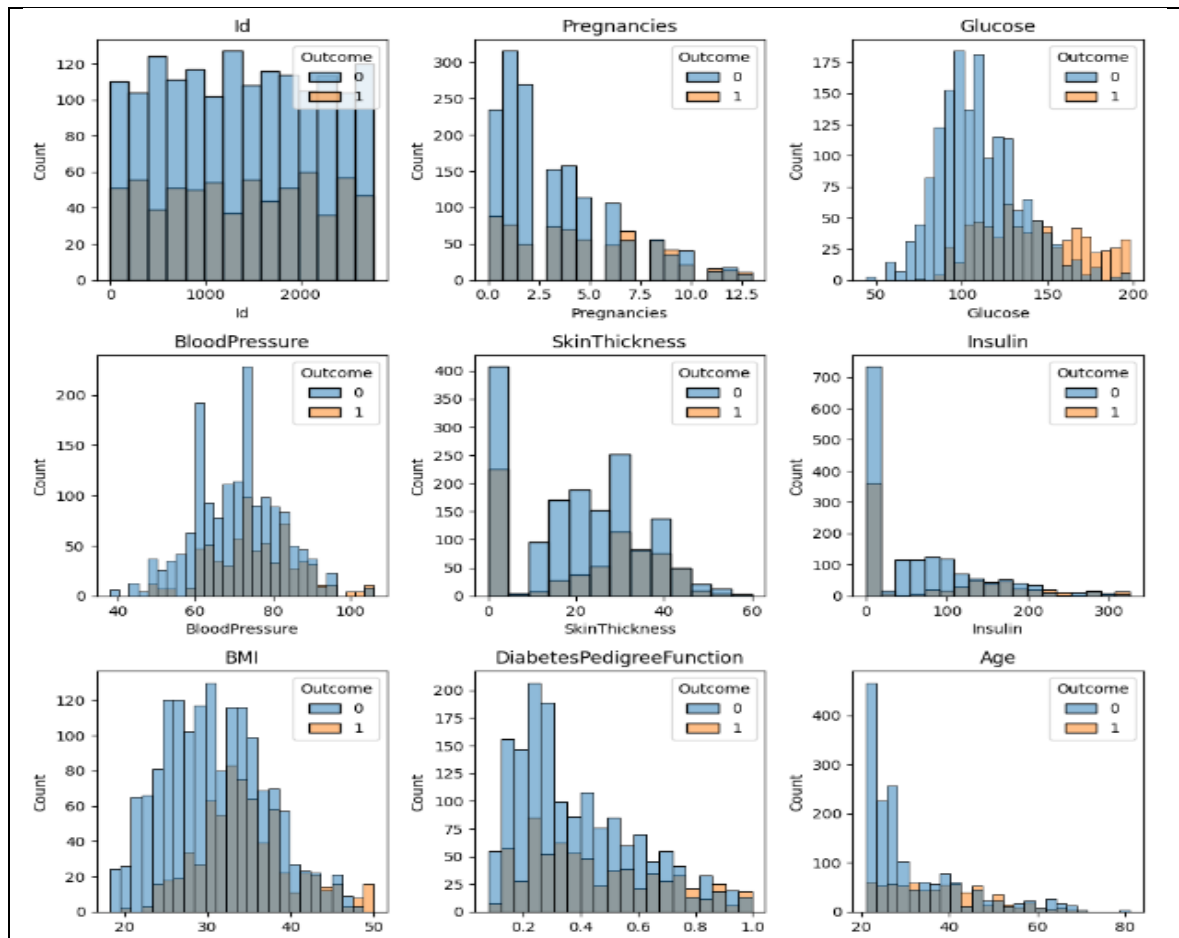 Id
Count
120
100
80
60
40
20
0
0 1000 2000
Id
Outcome
0
1
Pregnancies
Count
300
250
200
150
100
50
0
0.0 2.5 5.0 7.5 10.0 12.5
Pregnancies
Outcome
0
1
Glucose
Count
175
150
125
100
75
50
25
0
50 100 150 200
Glucose
Outcome
0
1
BloodPressure
Count
200
150
100
50
0
40 60 80 100
BloodPressure
Outcome
0
1
SkinThickness
Count
400
350
300
250
200
150
100
50
0
0 20 40 60
SkinThickness
Outcome
0
1
Insulin
Count
700
600
500
400
300
200
100
0
0 100 200 300
Insulin
Outcome
0
1
BMI
Count
120
100
80
60
40
20
0
20 30 40 50
BMI
Outcome
0
1
DiabetesPedigreeFunction
Count
200
175
150
125
100
75
50
25
0
0.2 0.4 0.6 0.8 1.0
DiabetesPedigreeFunction
Outcome
0
1
Age
Count
400
300
200
100
0
20 40 60 80
Age
Outcome
0
1